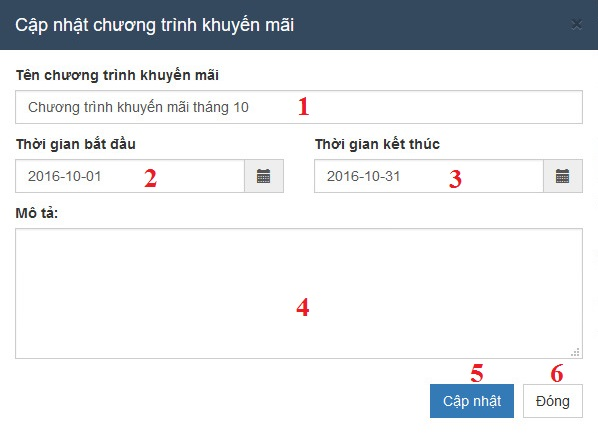 Cập nhật chương trình khuyến mãi ×
Tên chương trình khuyến mãi
Chương trình khuyến mãi tháng 10 1
Thời gian bắt đầu Thời gian kết thúc
2016-10-01 2 2016-10-31 3
Mô tả:
4
5 6
Cập nhật Đóng